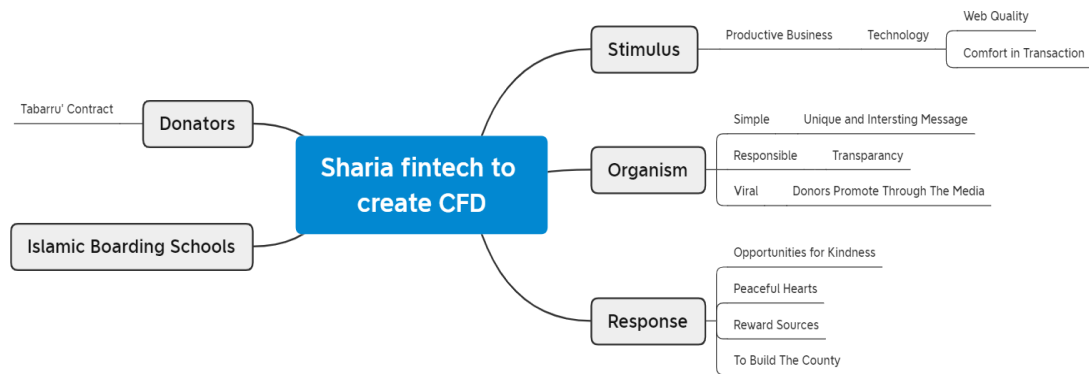 Sharia fintech to
create CFD
Donators
Tabarru' Contract
Islamic Boarding Schools
Stimulus
Productive Business
Technology
Web Quality
Comfort in Transaction
Organism
Simple
Unique and Intersting Message
Responsible
Transparancy
Viral
Donors Promote Through The Media
Response
Opportunities for Kindness
Peaceful Hearts
Reward Sources
To Build The County